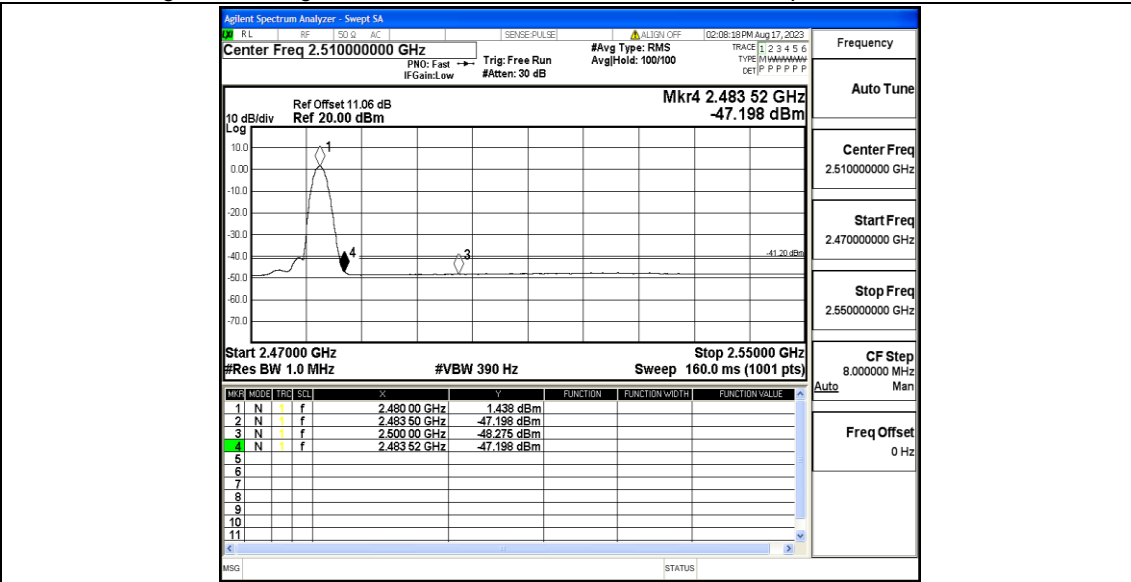 Agilent Spectrum Analyzer - Swept SA
RL RF 50 Ω AC SENSE:PULSE ALIGN OFF 02:08:18 PM Aug 17, 2023
Center Freq 2.510000000 GHz
PNO: Fast
IFGain:Low
Trig: Free Run
#Atten: 30 dB
#Avg Type: RMS
Avg|Hold: 100/100
TRACE 1 2 3 4 5 6
TYPE M W W W W W
DET P P P P P P
Ref Offset 11.06 dB
10 dB/div Ref 20.00 dBm
Log
Mkr4 2.483 52 GHz
-47.198 dBm
10.0
0.00
-10.0
-20.0
-30.0
-40.0
-50.0
-60.0
-70.0
1
4
3
-41.20 dBm
Start 2.47000 GHz Stop 2.55000 GHz
#Res BW 1.0 MHz #VBW 390 Hz Sweep 160.0 ms (1001 pts)
MKR MODE TRC SCL X Y FUNCTION FUNCTION WIDTH FUNCTION VALUE
1 N 1 f 2.480 00 GHz 1.438 dBm
2 N 1 f 2.483 50 GHz -47.198 dBm
3 N 1 f 2.500 00 GHz -48.275 dBm
4 N 1 f 2.483 52 GHz -47.198 dBm
5
6
7
8
9
10
11
MSG STATUS
Frequency
Auto Tune
Center Freq
2.510000000 GHz
Start Freq
2.470000000 GHz
Stop Freq
2.550000000 GHz
CF Step
8.000000 MHz
Auto Man
Freq Offset
0 Hz